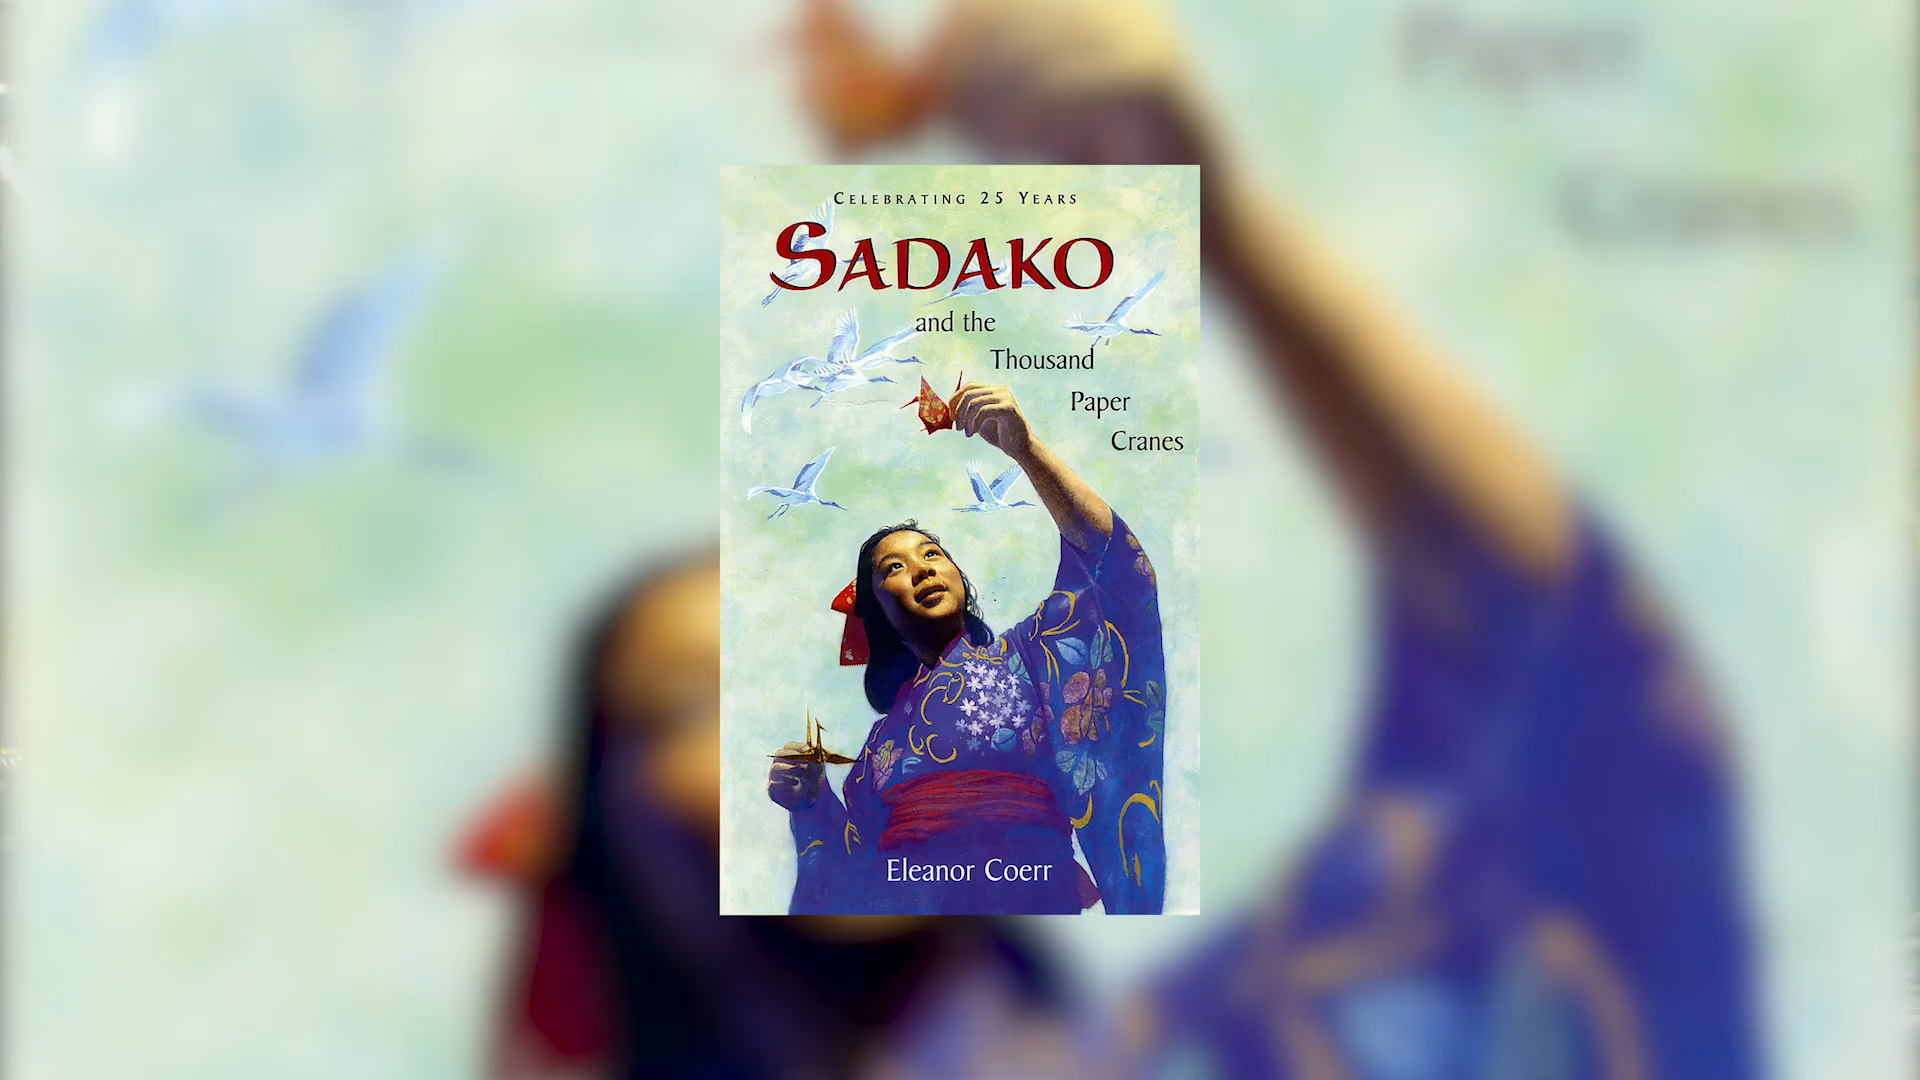 Celebrating 25 Years
Sadako
and the
Thousand
Paper
Cranes
Eleanor Coerr